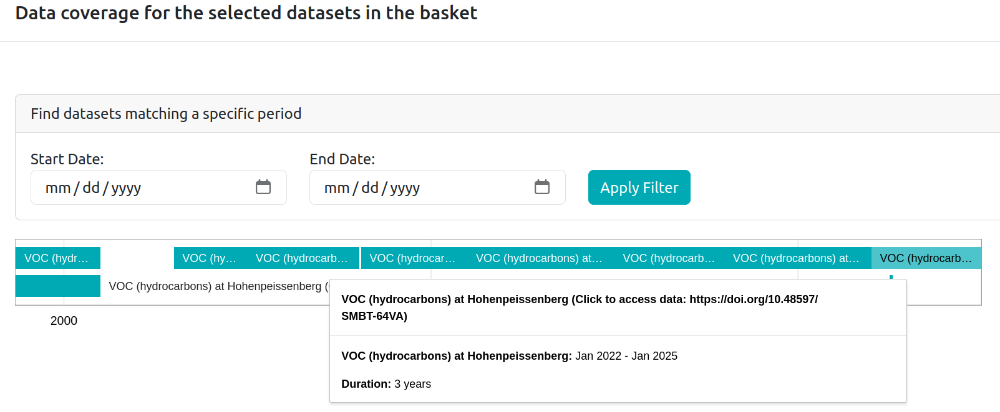 Data coverage for the selected datasets in the basket
Find datasets matching a specific period
Start Date:
End Date:
mm/dd/yyyy
mm/dd/yyyy
Apply Filter
VOC (hydr…
VOC (hy…
VOC (hydrocarb…
VOC (hydrocar…
VOC (hydrocarbons) at…
VOC (hydrocarb…
VOC (hydrocarbons) at…
VOC (hydrocarb…
VOC (hydrocarbons) at Hohenpeissenberg (
VOC (hydrocarbons) at Hohenpeissenberg (Click to access data: https://doi.org/10.48597/
SMBT-64VA)
2000
VOC (hydrocarbons) at Hohenpeissenberg: Jan 2022 - Jan 2025
Duration: 3 years